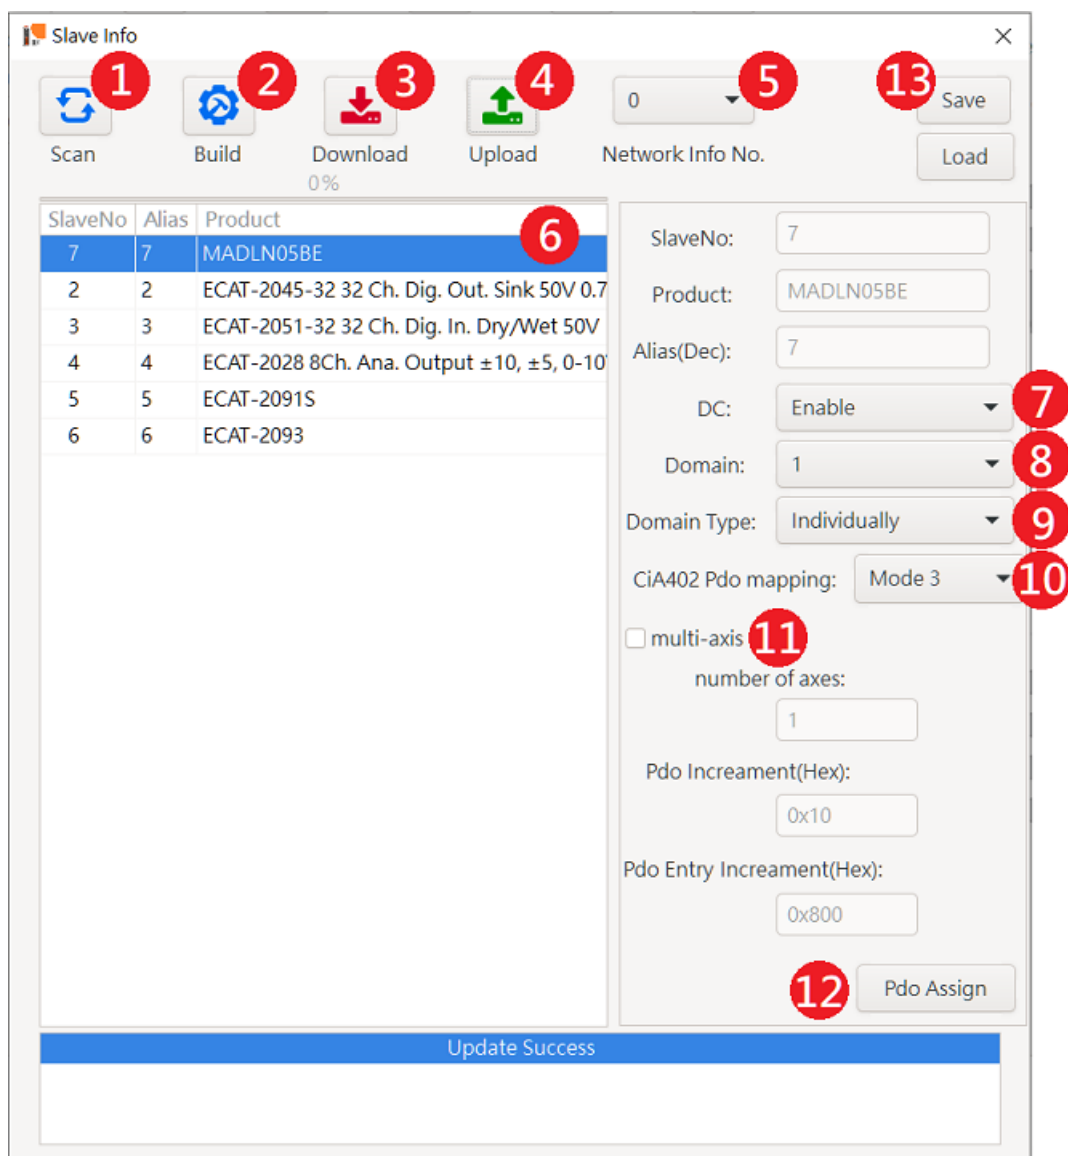 Slave Info
1
2
3
4
5
13
0
Save
Scan
Build
Download
Upload
Network Info No.
Load
0%
SlaveNo Alias Product
6
7 7 MADLN05BE
2 2 ECAT-2045-32 32 Ch. Dig. Out. Sink 50V 0.7
3 3 ECAT-2051-32 32 Ch. Dig. In. Dry/Wet 50V
4 4 ECAT-2028 8Ch. Ana. Output ±10, ±5, 0-10
5 5 ECAT-2091S
6 6 ECAT-2093
SlaveNo: 7
Product: MADLN05BE
Alias(Dec): 7
DC: Enable 7
Domain: 1 8
Domain Type: Individually 9
CiA402 Pdo mapping: Mode 3 10
multi-axis 11
number of axes:
1
Pdo Increament(Hex):
0x10
Pdo Entry Increament(Hex):
0x800
12 Pdo Assign
Update Success